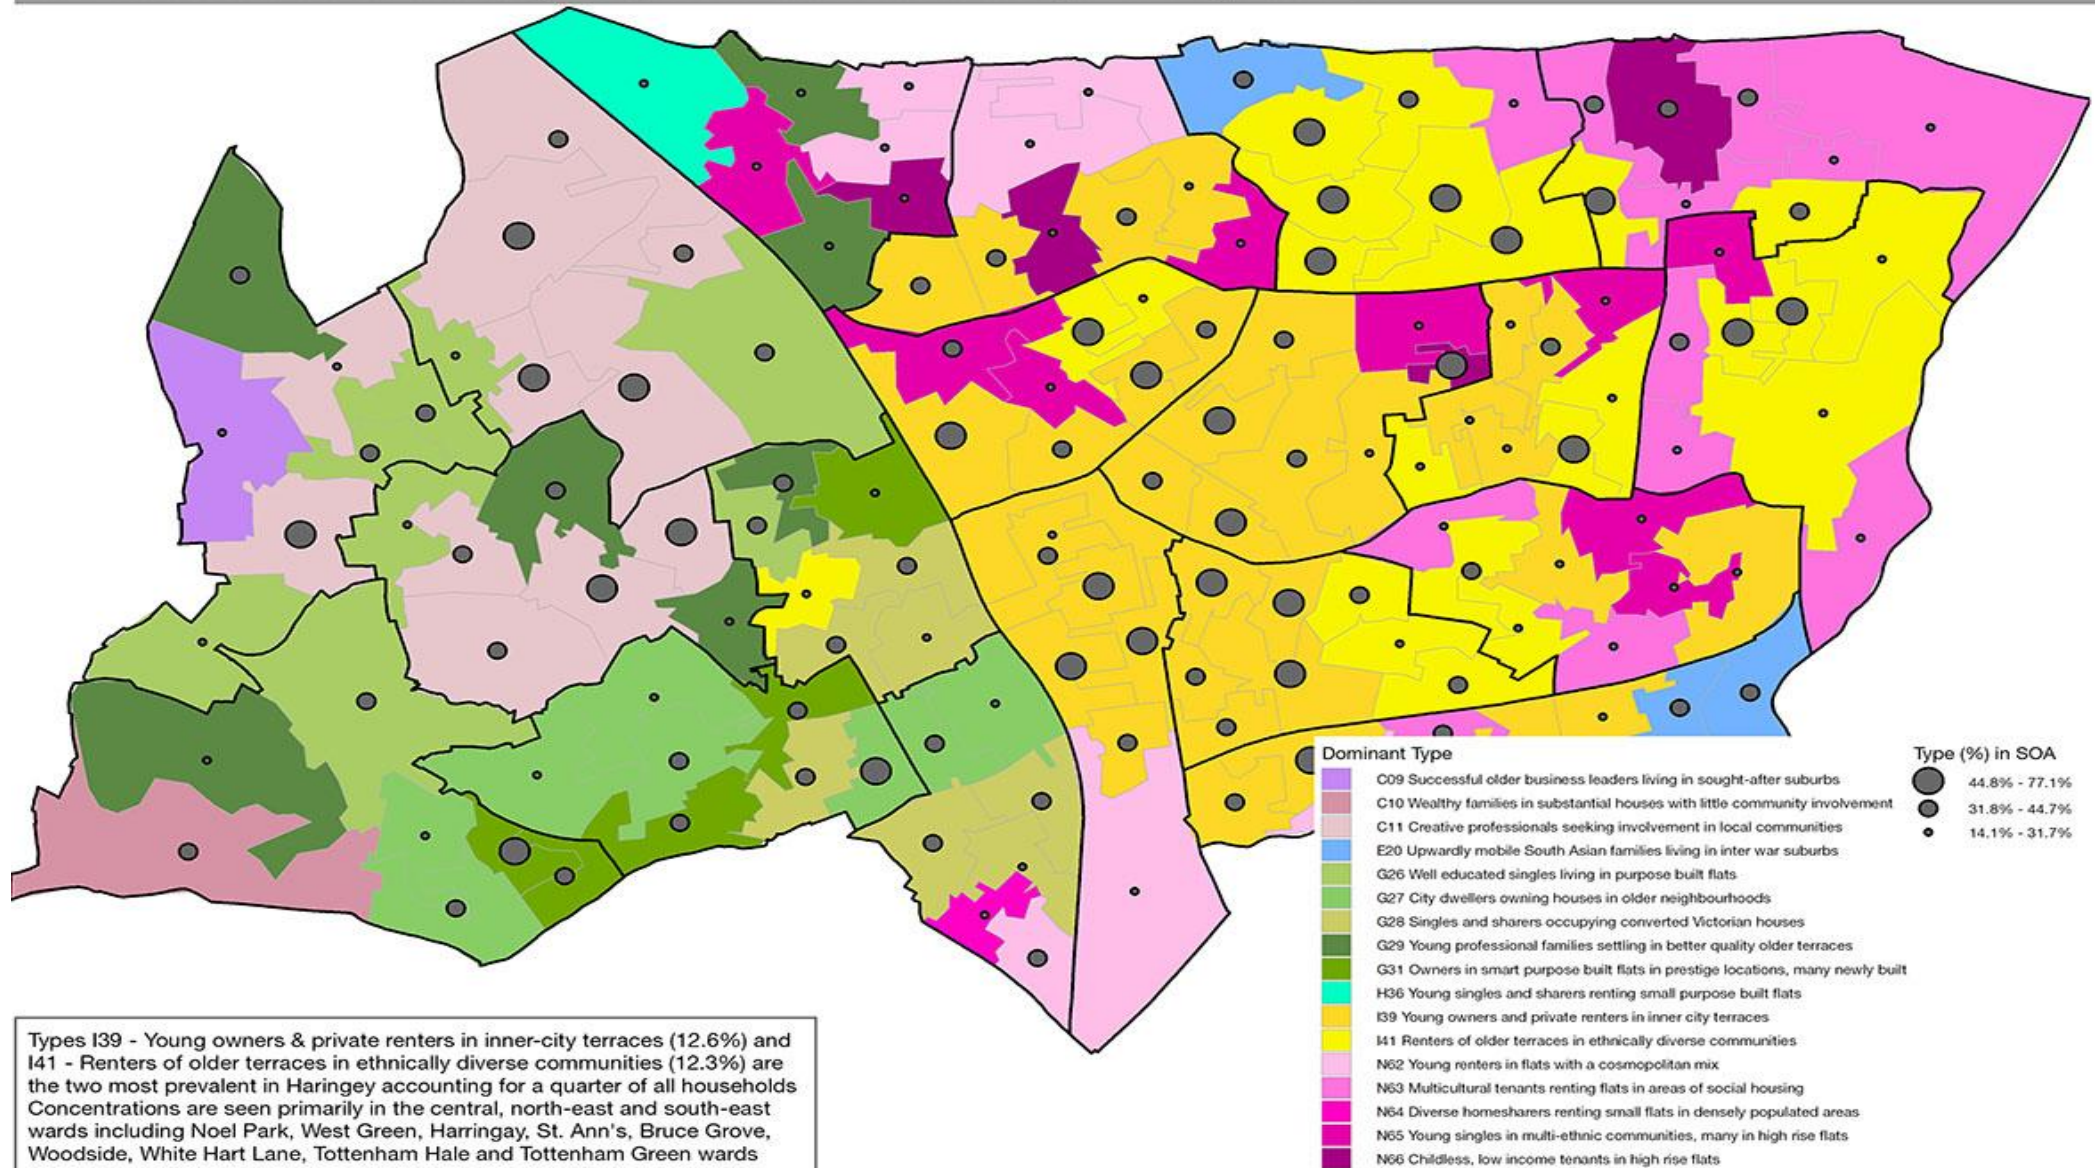 Dominant Type
C09 Successful older business leaders living in sought-after suburbs
C10 Wealthy families in substantial houses with little community involvement
C11 Creative professionals seeking involvement in local communities
E20 Upwardly mobile South Asian families living in inter war suburbs
G26 Well educated singles living in purpose built flats
G27 City dwellers owning houses in older neighbourhoods
G28 Singles and sharers occupying converted Victorian houses
G29 Young professional families settling in better quality older terraces
G31 Owners in smart purpose built flats in prestige locations, many newly built
H36 Young singles and sharers renting small purpose built flats
I39 Young owners and private renters in inner city terraces
I41 Renters of older terraces in ethnically diverse communities
N62 Young renters in flats with a cosmopolitan mix
N63 Multicultural tenants renting flats in areas of social housing
N64 Diverse homesharers renting small flats in densely populated areas
N65 Young singles in multi-ethnic communities, many in high rise flats
N66 Childless, low income tenants in high rise flats
Type (%) in SOA
44.8% - 77.1%
31.8% - 44.7%
14.1% - 31.7%
Types I39 - Young owners & private renters in inner-city terraces (12.6%) and
I41 - Renters of older terraces in ethnically diverse communities (12.3%) are
the two most prevalent in Haringey accounting for a quarter of all households
Concentrations are seen primarily in the central, north-east and south-east
wards including Noel Park, West Green, Harringay, St. Ann's, Bruce Grove,
Woodside, White Hart Lane, Tottenham Hale and Tottenham Green wards